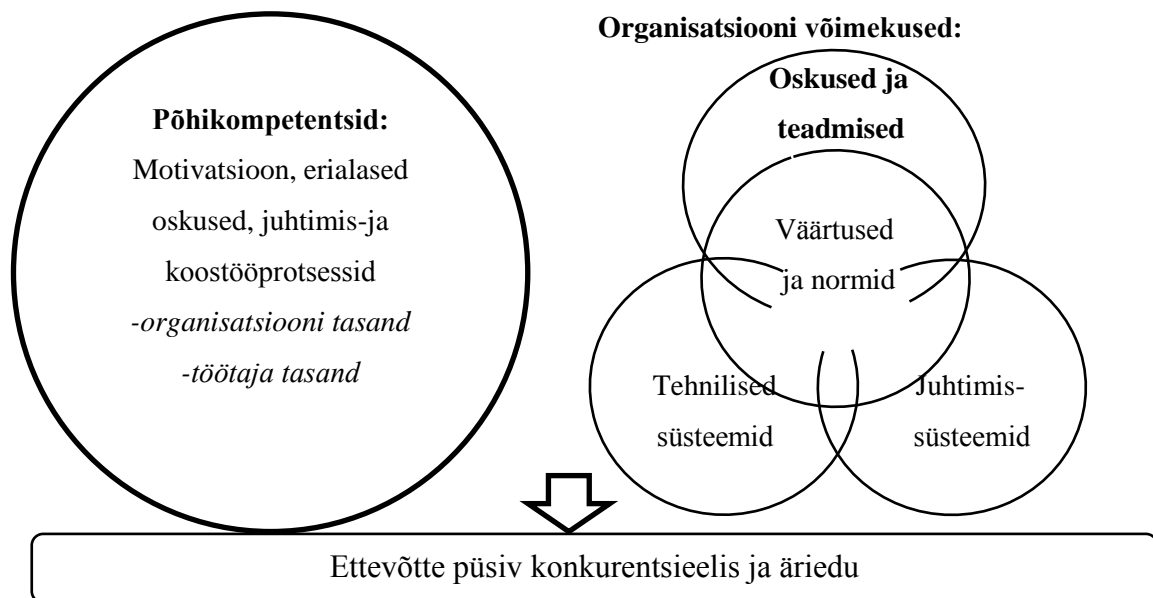 Põhikompetentsid:
Motivatsioon, erialased
oskused, juhtimis-ja
koostööprotsessid
-organisatsiooni tasand
-töötaja tasand
Organisatsiooni võimekused:
Oskused ja
teadmised
Väärtused
ja normid
Tehnilised
süsteemid
Juhtimis-
süsteemid
Ettevõtte püsiv konkurentsieelis ja äriedu